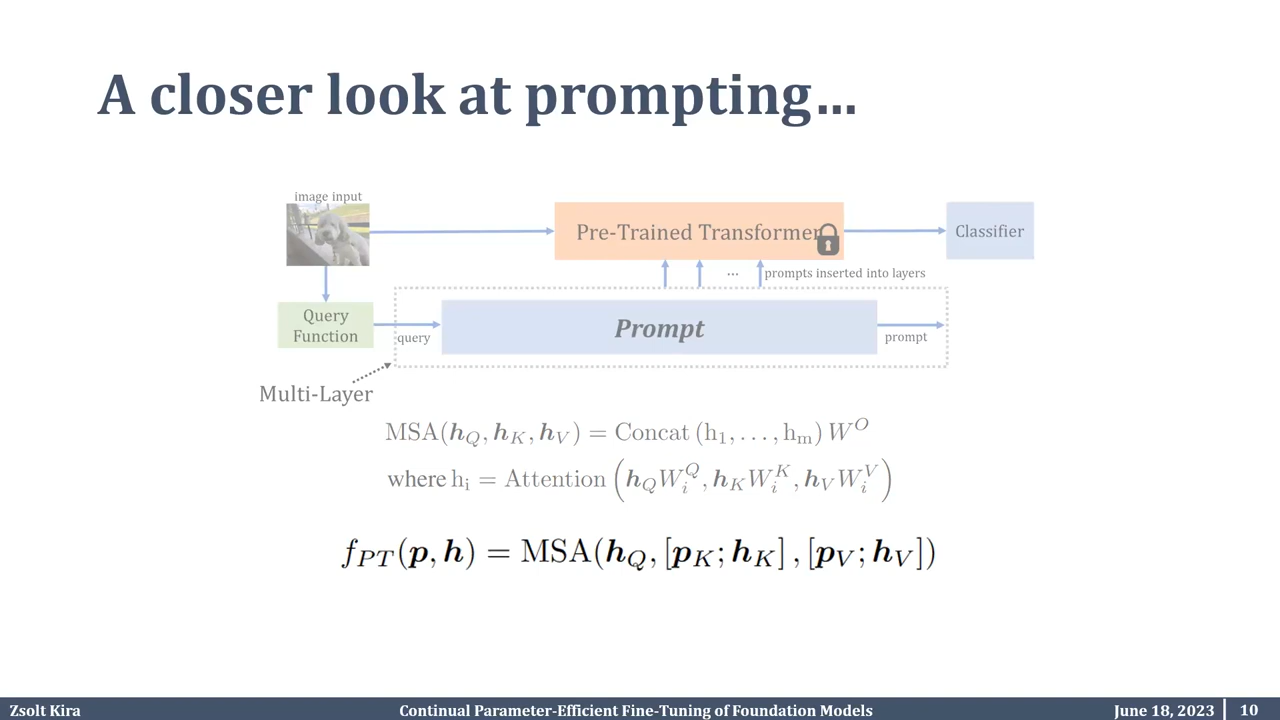 A closer look at prompting...
image input
Pre-Trained Transformer
Classifier
... prompts inserted into layers
Query
Function
query
Prompt
prompt
Multi-Layer
MSA(h_Q, h_K, h_V) = Concat (h_1, . . . , h_m) W^O
where h_i = Attention (h_Q W_i^Q, h_K W_i^K, h_V W_i^V)
f_PT(p, h) = MSA(h_Q, [p_K; h_K] , [p_V; h_V])
Zsolt Kira
Continual Parameter-Efficient Fine-Tuning of Foundation Models
June 18, 2023 | 10